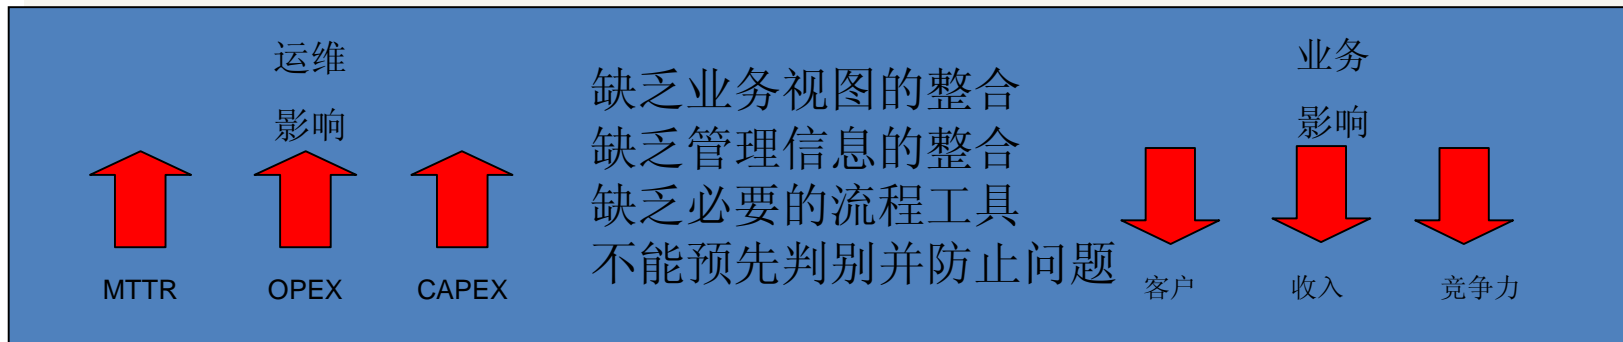 运维
影响
MTTR
OPEX
CAPEX
缺乏业务视图的整合
缺乏管理信息的整合
缺乏必要的流程工具
不能预先判别并防止问题
业务
影响
客户
收入
竞争力